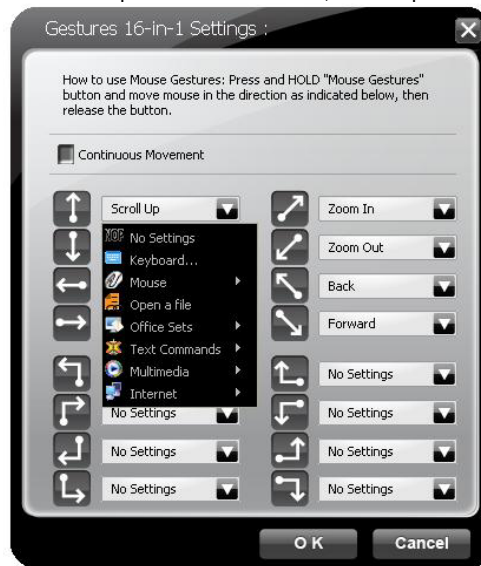 Gestures 16-in-1 Settings :
How to use Mouse Gestures: Press and HOLD "Mouse Gestures"
button and move mouse in the direction as indicated below, then
release the button.
Continuous Movement
Scroll Up
Zoom In
NOP No Settings
Keyboard...
Mouse
Open a file
Office Sets
Text Commands
Multimedia
Internet
Zoom Out
Back
Forward
No Settings
No Settings
No Settings
No Settings
No Settings
No Settings
No Settings
O K
Cancel